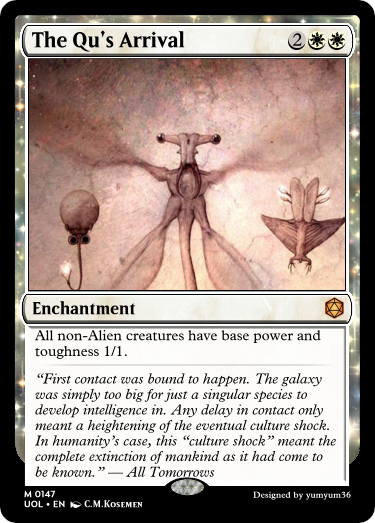 The Qu's Arrival 2
Enchantment
All non-Alien creatures have base power and
toughness 1/1.
“First contact was bound to happen. The galaxy
was simply too big for just a singular species to
develop intelligence in. Any delay in contact only
meant a heightening of the eventual culture shock.
In humanity's case, this “culture shock” meant the
complete extinction of mankind as it had come to
be known.” — All Tomorrows
M 0147
UOL • EN C.M.Kosemen
Designed by yumyum36